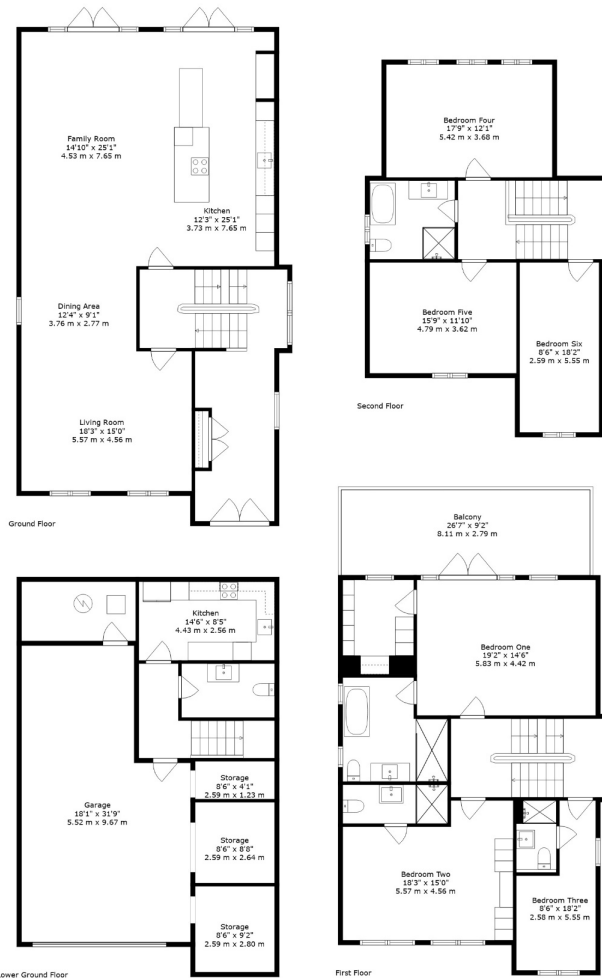 Family Room
14'10" x 25'1"
4.53 m x 7.65 m
Kitchen
12'3" x 25'1"
3.73 m x 7.65 m
Dining Area
12'4" x 9'1"
3.76 m x 2.77 m
Living Room
18'3" x 15'0"
5.57 m x 4.56 m
Ground Floor
Bedroom Four
17'9" x 12'1"
5.42 m x 3.68 m
Bedroom Five
15'9" x 11'10"
4.79 m x 3.62 m
Bedroom Six
8'6" x 18'2"
2.59 m x 5.55 m
Second Floor
Kitchen
14'6" x 8'5"
4.43 m x 2.56 m
Garage
18'1" x 31'9"
5.52 m x 9.67 m
Storage
8'6" x 4'1"
2.59 m x 1.23 m
Storage
8'6" x 8'8"
2.59 m x 2.64 m
Storage
8'6" x 9'2"
2.59 m x 2.80 m
ower Ground Floor
Balcony
26'7" x 9'2"
8.11 m x 2.79 m
Bedroom One
19'2" x 14'6"
5.83 m x 4.42 m
Bedroom Two
18'3" x 15'0"
5.57 m x 4.56 m
Bedroom Three
8'6" x 18'2"
2.58 m x 5.55 m
First Floor